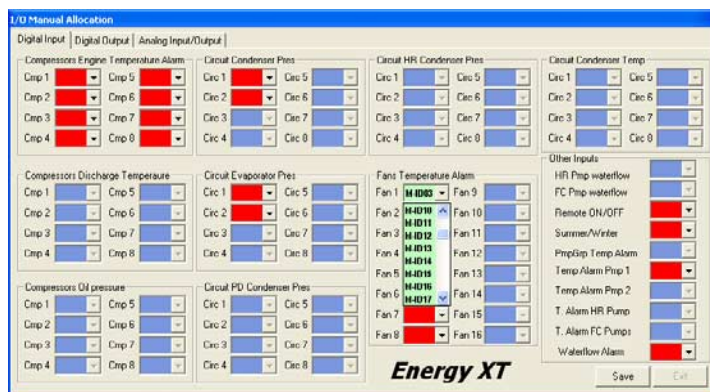 I/O Manual Allocation
Digital Input Digital Output Analog Input/Output
Compressors Engine Temperature Alarm
Cmp 1 Cmp 5
Cmp 2 Cmp 6
Cmp 3 Cmp 7
Cmp 4 Cmp 8
Circuit Condenser Pres
Circ 1 Circ 5
Circ 2 Circ 6
Circ 3 Circ 7
Circ 4 Circ 8
Circuit HR Condenser Pres
Circ 1 Circ 5
Circ 2 Circ 6
Circ 3 Circ 7
Circ 4 Circ 8
Circuit Condenser Temp
Circ 1 Circ 5
Circ 2 Circ 6
Circ 3 Circ 7
Circ 4 Circ 8
Compressors Discharge Temperaure
Cmp 1 Cmp 5
Cmp 2 Cmp 6
Cmp 3 Cmp 7
Cmp 4 Cmp 8
Circuit Evaporator Pres
Circ 1 Circ 5
Circ 2 Circ 6
Circ 3 Circ 7
Circ 4 Circ 8
Fans Temperature Alarm
Fan 1 M-ID03 Fan 9
Fan 2 M-ID10 Fan 10
M-ID11
Fan 3 M-ID12 Fan 11
M-ID13
Fan 4 M-ID14 Fan 12
Fan 5 M-ID15 Fan 13
M-ID16
Fan 6 M-ID17 Fan 14
Fan 7 Fan 15
Fan 8 Fan 16
Other Inputs
HR Pmp waterflow
FC Pmp waterflow
Remote ON/OFF
Summer/Winter
PmpGrp Temp Alarm
Temp Alarm Pmp 1
Temp Alarm Pmp 2
T. Alarm HR Pump
T. Alarm FC Pumps
Waterflow Alarm
Compressors Oil pressure
Cmp 1 Cmp 5
Cmp 2 Cmp 6
Cmp 3 Cmp 7
Cmp 4 Cmp 8
Circuit PD Condenser Pres
Circ 1 Circ 5
Circ 2 Circ 6
Circ 3 Circ 7
Circ 4 Circ 8
Energy XT
Save Exit